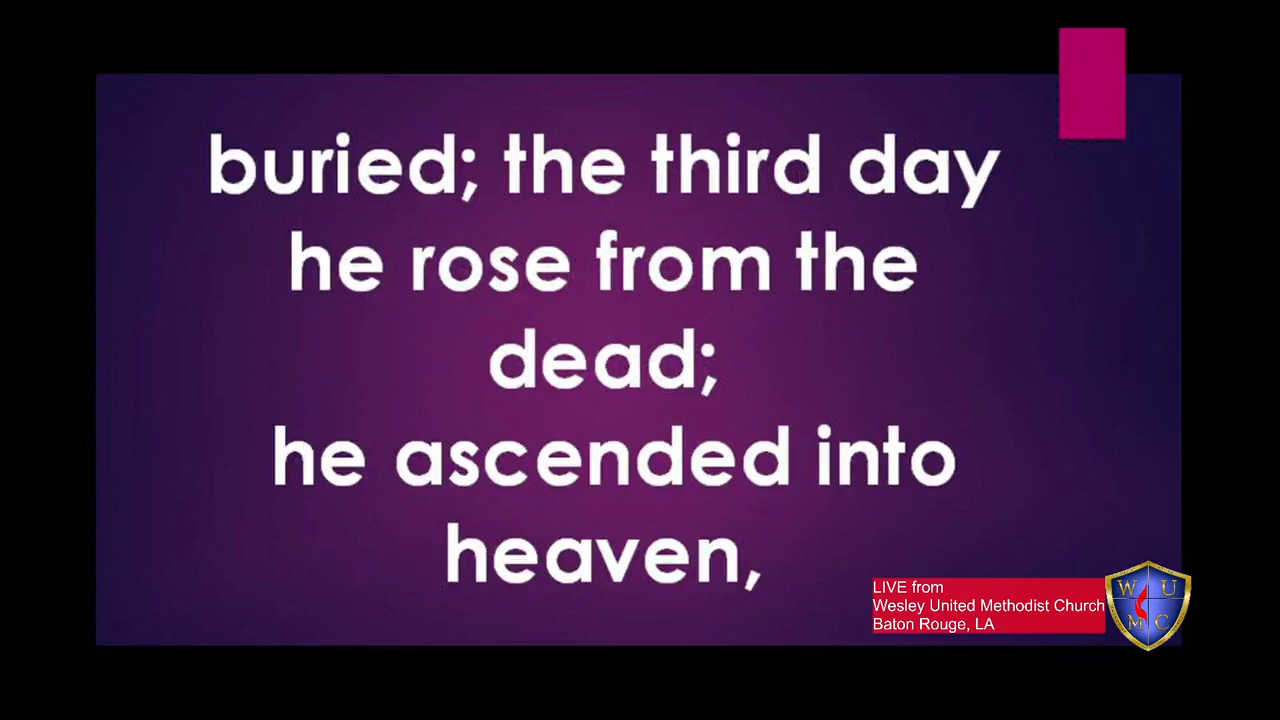 buried; the third day
he rose from the
dead;
he ascended into
heaven,
LIVE from
Wesley United Methodist Church
Baton Rouge, LA
W U
M C